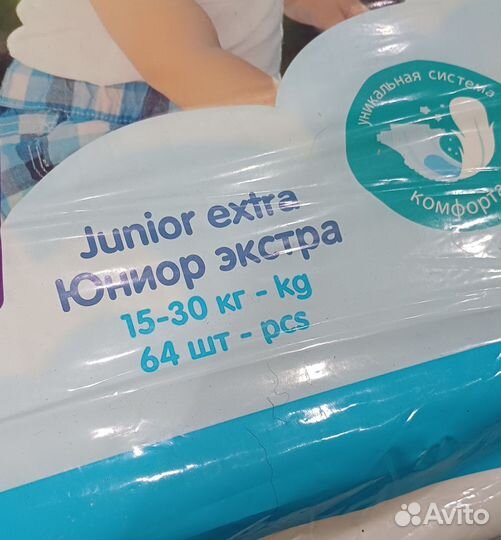 уникальная система
комфорта
Junior extra
Юниор экстра
15-30 кг - kg
64 шт - pcs
Avito